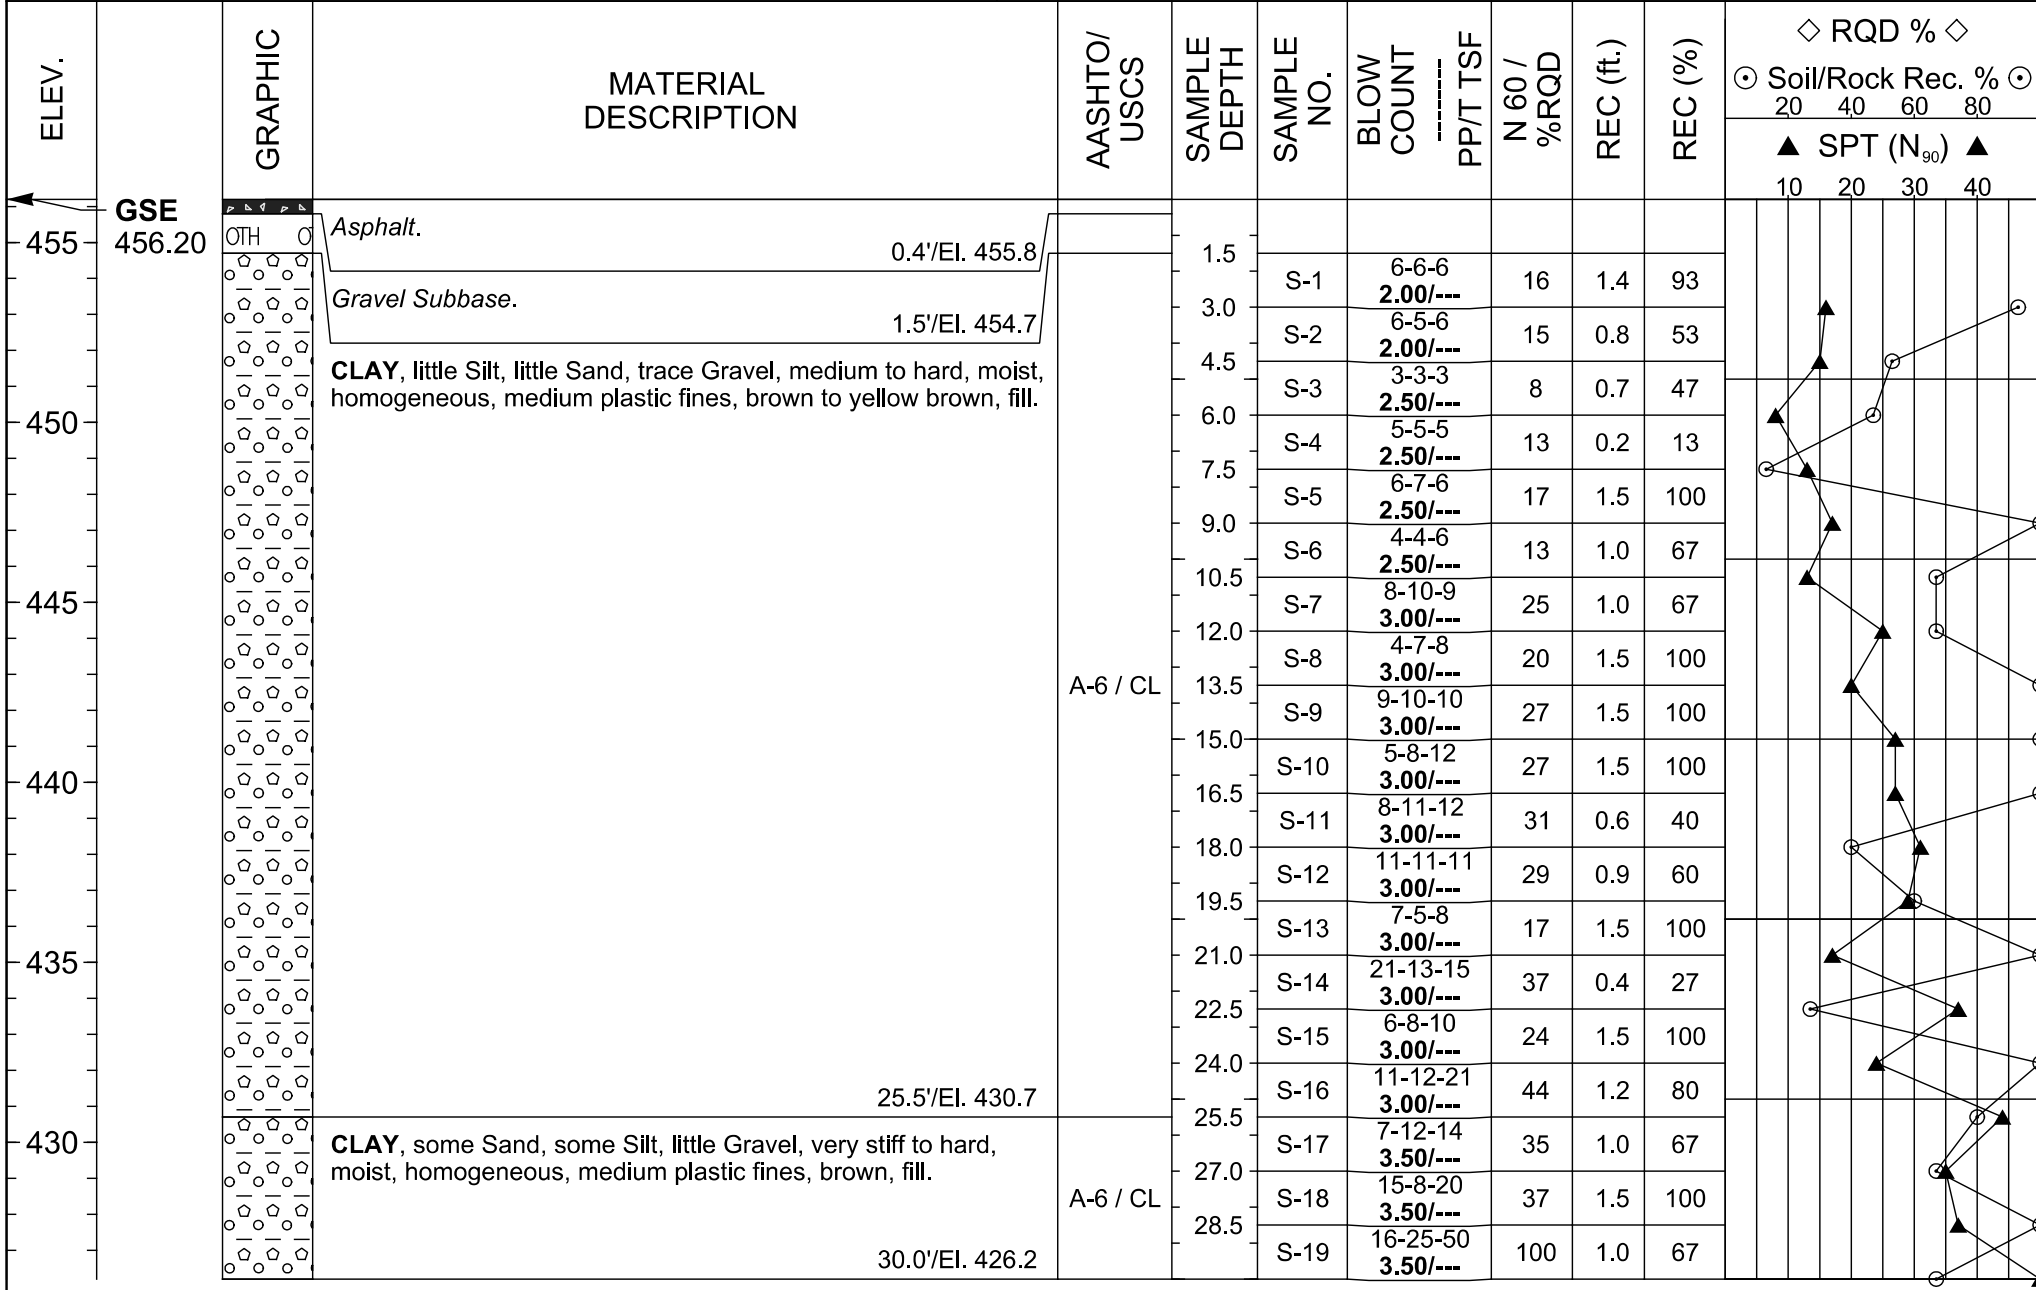 ELEV.
GRAPHIC
MATERIAL
DESCRIPTION
AASHTO/
USCS
SAMPLE
DEPTH
SAMPLE
NO.
BLOW
COUNT
PP/T TSF
N 60 /
%RQD
REC (ft.)
REC (%)
◇ RQD % ◇
⊙ Soil/Rock Rec. % ⊙
20 40 60 80
▲ SPT (N₉₀) ▲
10 20 30 40
GSE
456.20
455
450
445
440
435
430
OTH O
Asphalt.
0.4'/El. 455.8
Gravel Subbase.
1.5'/El. 454.7
CLAY, little Silt, little Sand, trace Gravel, medium to hard, moist,
homogeneous, medium plastic fines, brown to yellow brown, fill.
25.5'/El. 430.7
A-6 / CL
CLAY, some Sand, some Silt, little Gravel, very stiff to hard,
moist, homogeneous, medium plastic fines, brown, fill.
30.0'/El. 426.2
A-6 / CL
1.5
S-1 6-6-6 16 1.4 93
2.00/---
3.0
S-2 6-5-6 15 0.8 53
2.00/---
4.5
S-3 3-3-3 8 0.7 47
2.50/---
6.0
S-4 5-5-5 13 0.2 13
2.50/---
7.5
S-5 6-7-6 17 1.5 100
2.50/---
9.0
S-6 4-4-6 13 1.0 67
2.50/---
10.5
S-7 8-10-9 25 1.0 67
3.00/---
12.0
S-8 4-7-8 20 1.5 100
3.00/---
13.5
S-9 9-10-10 27 1.5 100
3.00/---
15.0
S-10 5-8-12 27 1.5 100
3.00/---
16.5
S-11 8-11-12 31 0.6 40
3.00/---
18.0
S-12 11-11-11 29 0.9 60
3.00/---
19.5
S-13 7-5-8 17 1.5 100
3.00/---
21.0
S-14 21-13-15 37 0.4 27
3.00/---
22.5
S-15 6-8-10 24 1.5 100
3.00/---
24.0
S-16 11-12-21 44 1.2 80
3.00/---
25.5
S-17 7-12-14 35 1.0 67
3.50/---
27.0
S-18 15-8-20 37 1.5 100
3.50/---
28.5
S-19 16-25-50 100 1.0 67
3.50/---